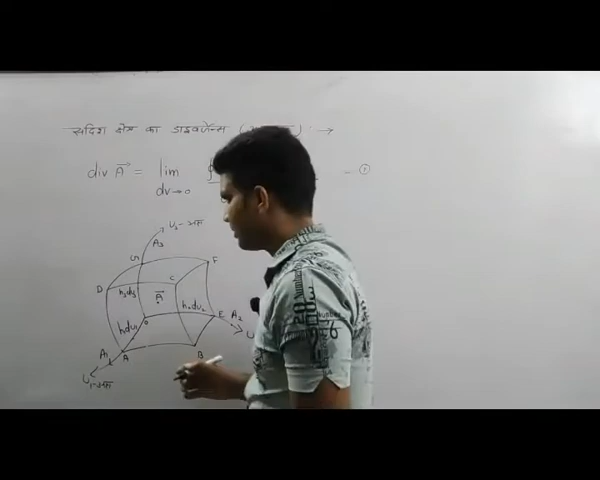 सदिश क्षेत्र का डाइवर्जेन्स (
div A⃗ = lim ∮ - ①
dv→0
U₃-अक्ष
A₃
G
F
D
C
h₃du₃
A⃗
h₂du₂
O
E
A₂
h₁du₁
U
A₁
A
B
U₁-अक्ष